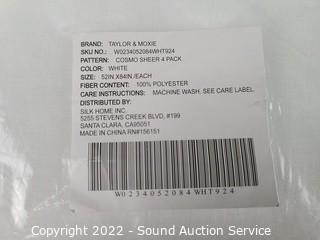 BRAND: TAYLOR & MOXIE
SKU NO.: W0234052084WHT924
PATTERN: COSMO SHEER 4 PACK
COLOR: WHITE
SIZE: 52IN.X84IN./EACH
FIBER CONTENT: 100% POLYESTER
CARE INSTRUCTIONS: MACHINE WASH. SEE CARE LABEL.
DISTRIBUTED BY:
SILK HOME INC.
5255 STEVENS CREEK BLVD, #199
SANTA CLARA, CA95051
MADE IN CHINA RN#156151
W0234052084WHT924
Copyright 2022 - Sound Auction Service